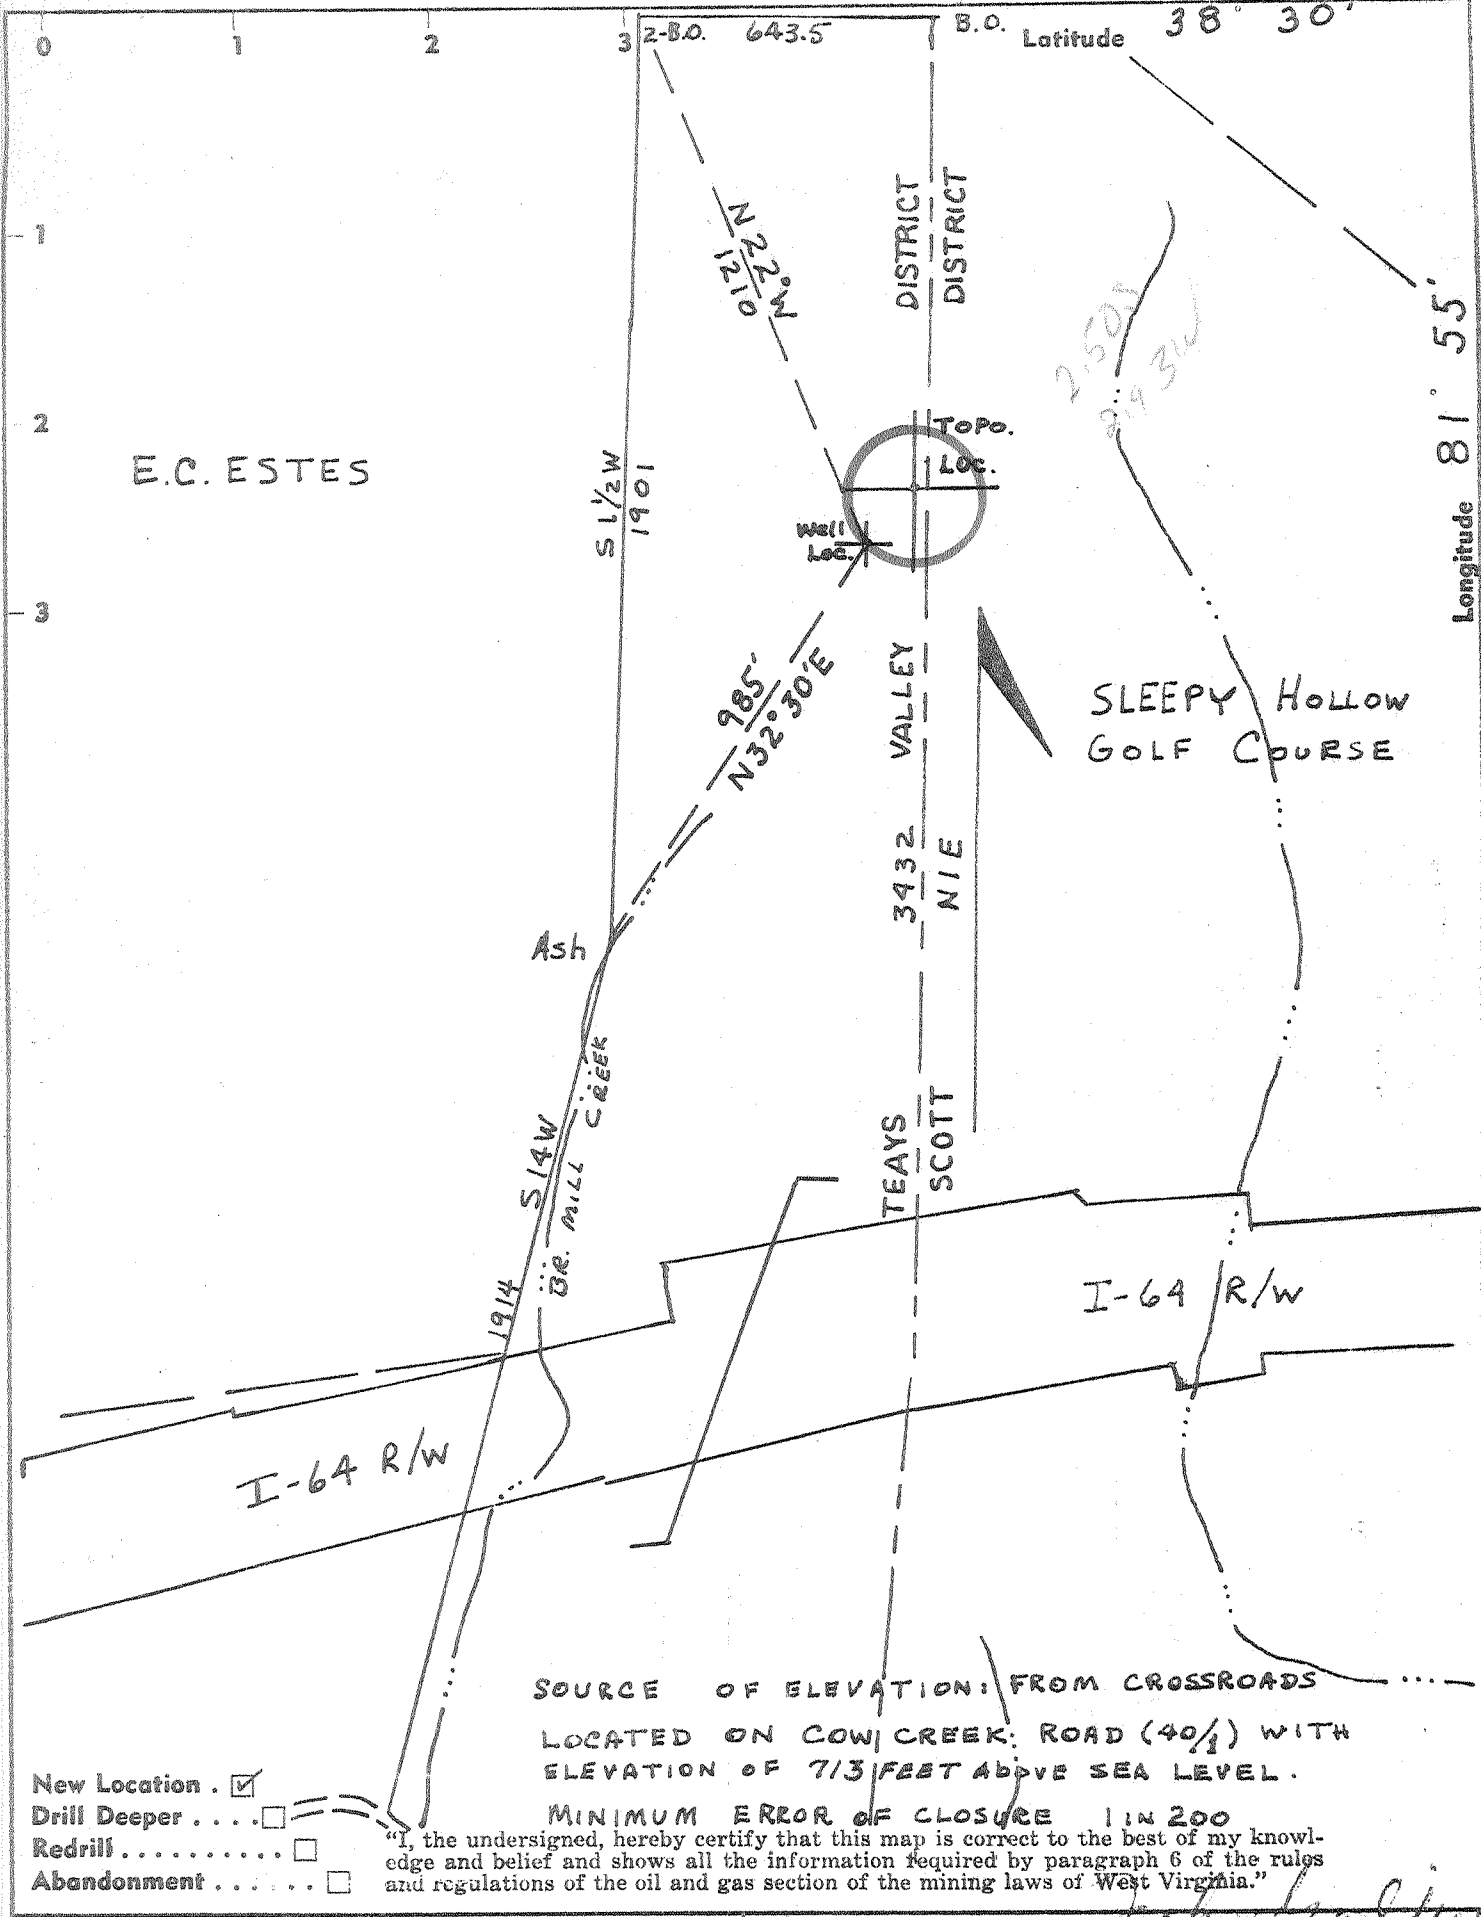 0 1 2 3 2-B.O. 643.5 B.O. Latitude 38° 30'
Longitude 81° 55'
1
2
3
N 22° W
1210
DISTRICT
DISTRICT
TOPO.
LOC.
E.C. ESTES
S 1 1/2 W
1901
Well
Loc.
985'
N32°30'E
SLEEPY HOLLOW
GOLF COURSE
3432 VALLEY
NIE
Ash
TEAYS
SCOTT
S14W
1914
BR. MILL CREEK
I-64 R/W
I-64 R/W
SOURCE OF ELEVATION: FROM CROSSROADS
LOCATED ON COW CREEK ROAD (40/1) WITH
ELEVATION OF 713 FEET ABOVE SEA LEVEL.
MINIMUM ERROR OF CLOSURE 1 IN 200
New Location . ☑
Drill Deeper . . . . ☐
Redrill . . . . . . . . . . ☐
Abandonment . . . . . . ☐
"I, the undersigned, hereby certify that this map is correct to the best of my knowl-
edge and belief and shows all the information required by paragraph 6 of the rules
and regulations of the oil and gas section of the mining laws of West Virginia."